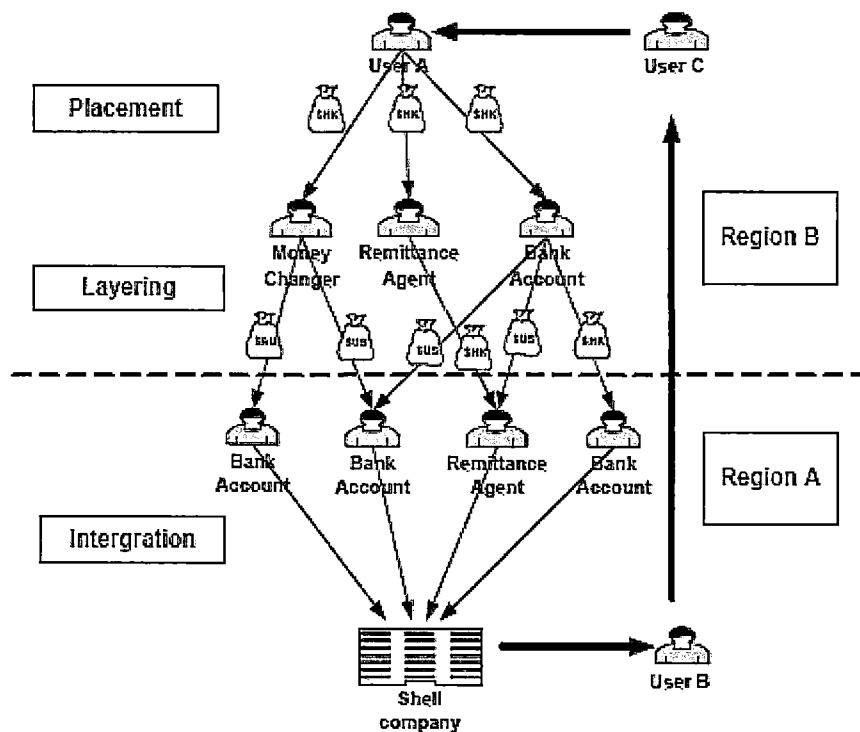 User A
User C
Placement
$HK
$HK
$HK
Money
Changer
Remittance
Agent
Bank
Account
Region B
Layering
$US
$US
$HK
$US
$HK
Bank
Account
Bank
Account
Remittance
Agent
Bank
Account
Region A
Intergration
User B
Shell
company